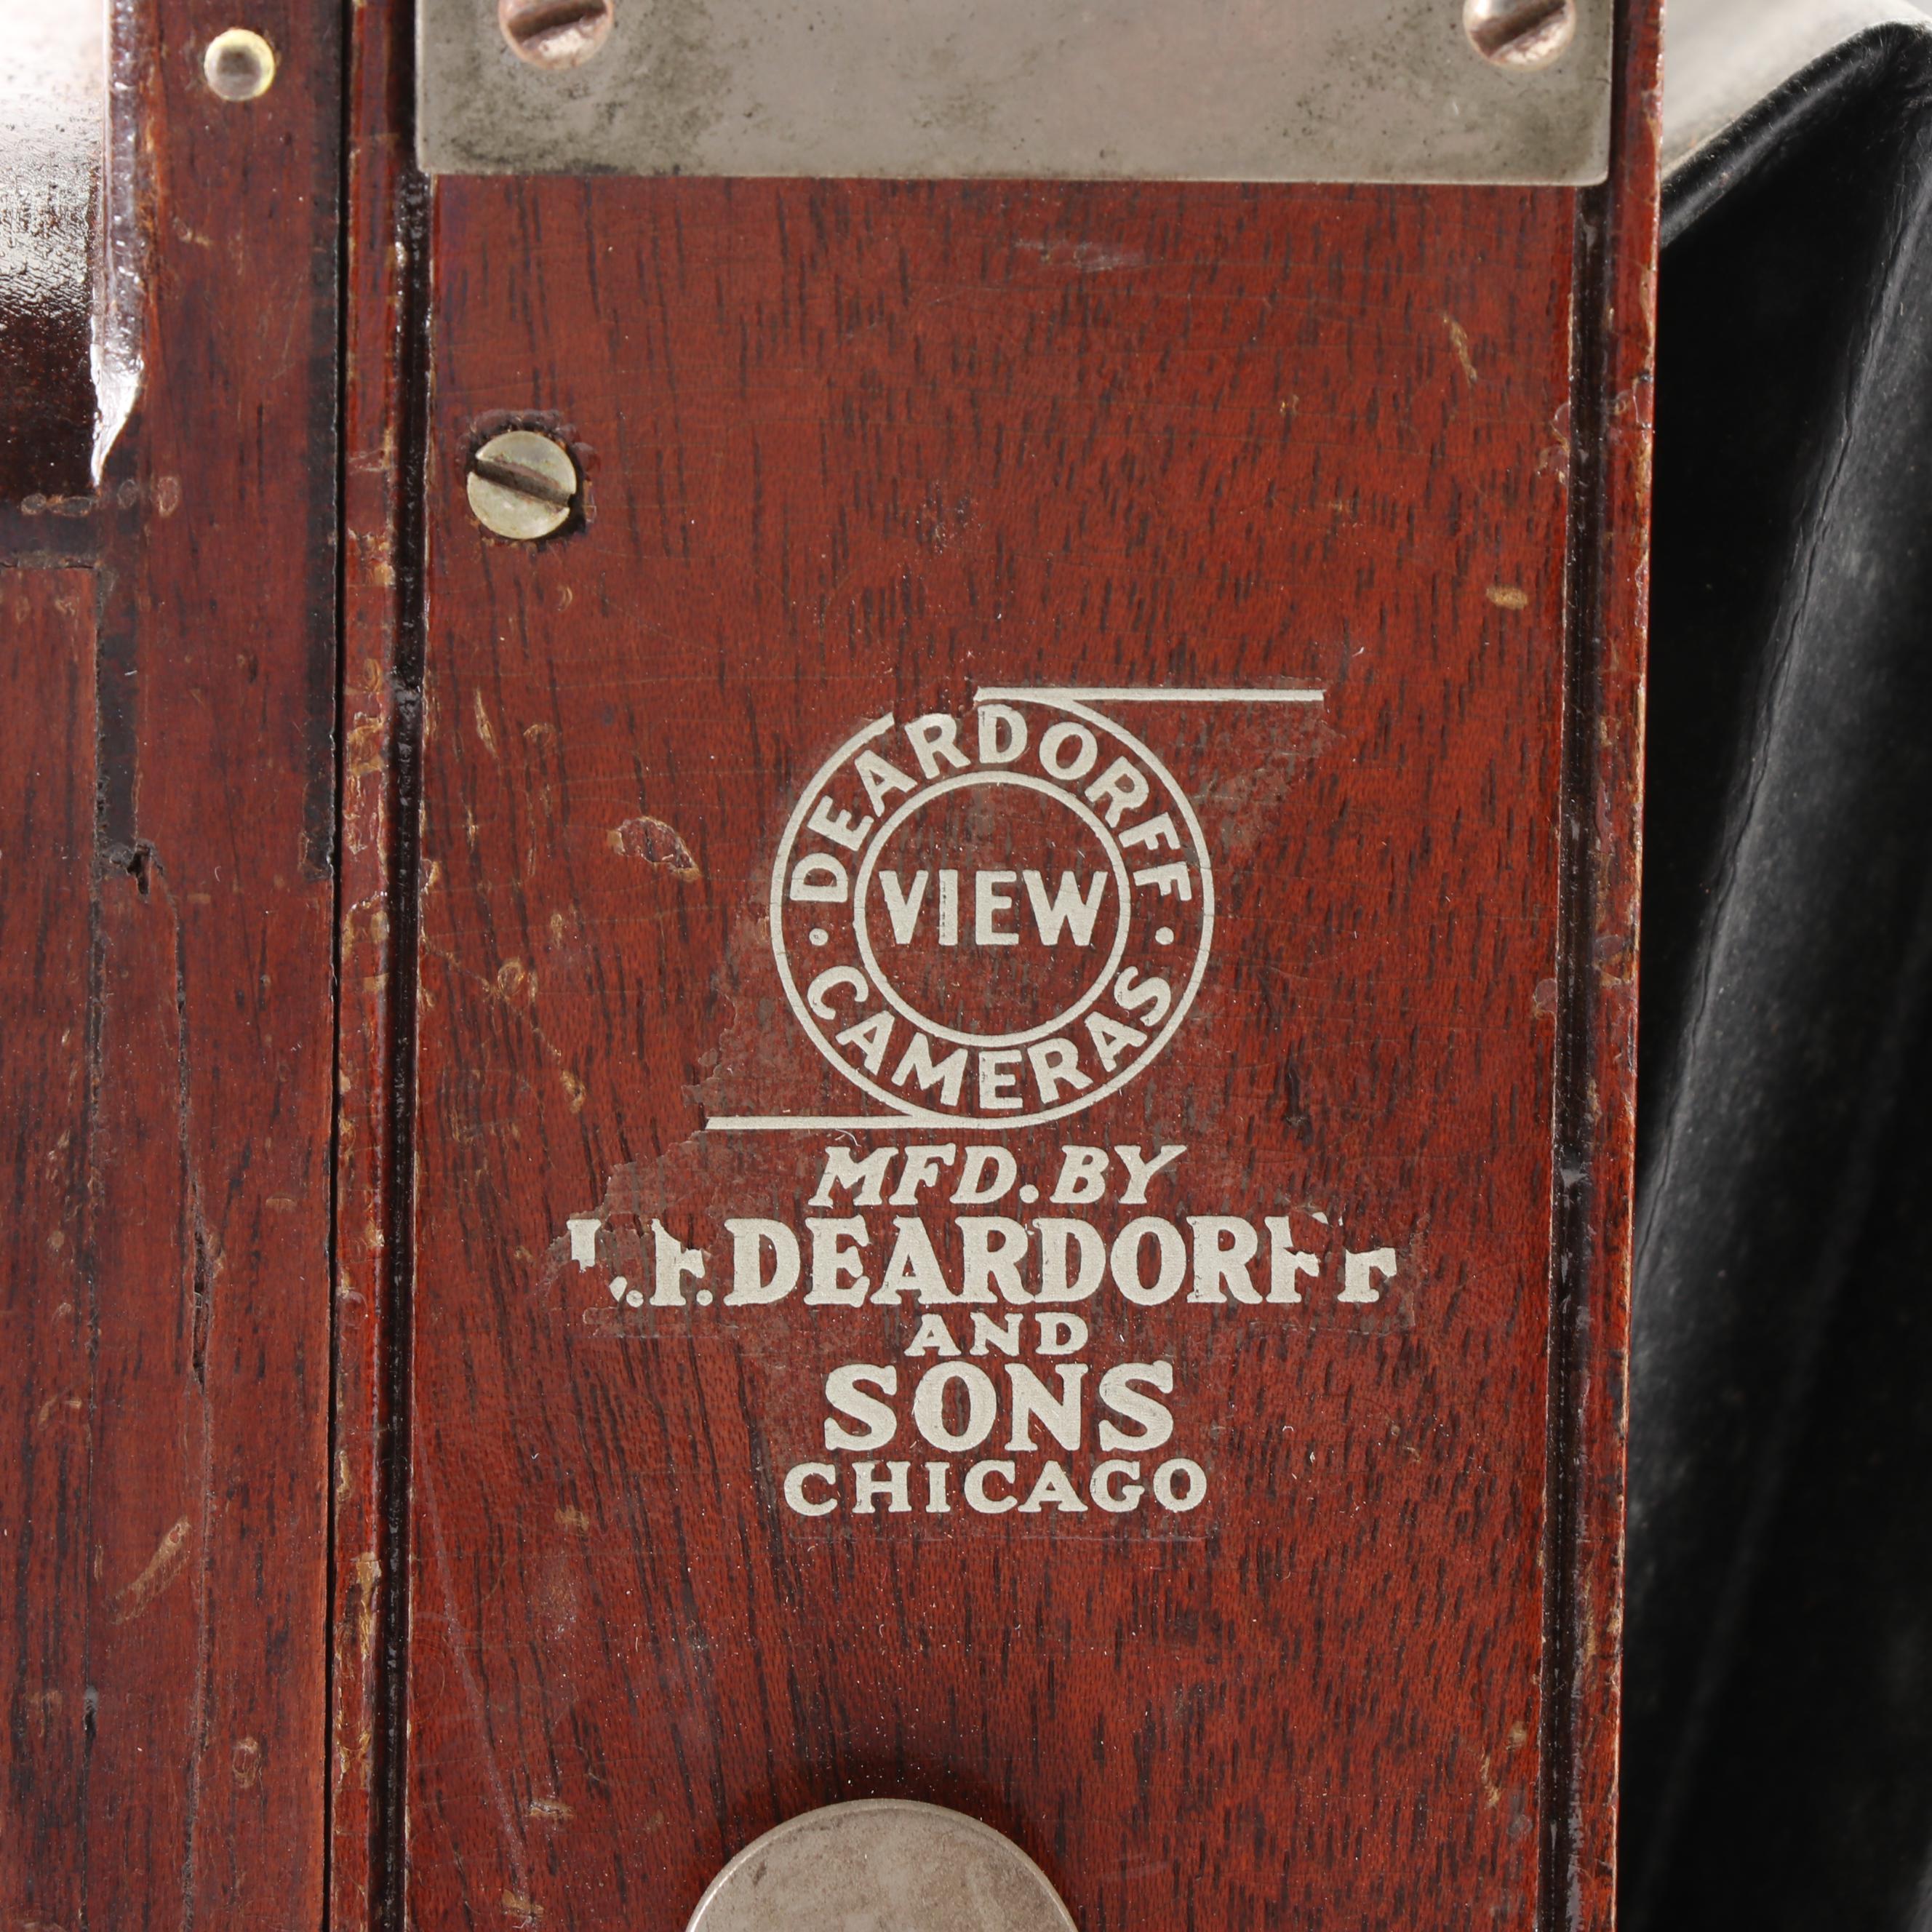 DEARDORFF
VIEW
· CAMERAS ·
MFD. BY
DEARDORFF
AND
SONS
CHICAGO